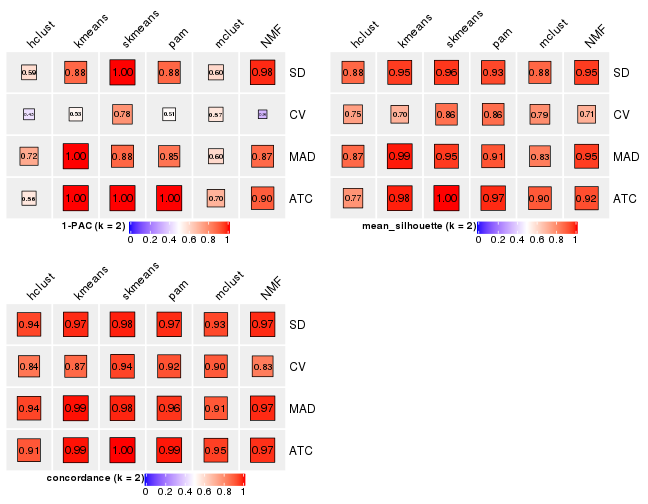 hclust kmeans skmeans pam mclust NMF
0.59 0.88 1.00 0.88 0.60 0.98 SD
0.53 0.78 0.51 0.57 CV
0.72 1.00 0.88 0.85 0.60 0.87 MAD
0.56 1.00 1.00 1.00 0.70 0.90 ATC
1-PAC (k = 2)
0 0.2 0.4 0.6 0.8 1
hclust kmeans skmeans pam mclust NMF
0.88 0.95 0.96 0.93 0.88 0.95 SD
0.75 0.70 0.86 0.86 0.79 0.71 CV
0.87 0.99 0.95 0.91 0.83 0.95 MAD
0.77 0.98 1.00 0.97 0.90 0.92 ATC
mean_silhouette (k = 2)
0 0.2 0.4 0.6 0.8 1
hclust kmeans skmeans pam mclust NMF
0.94 0.97 0.98 0.97 0.93 0.97 SD
0.84 0.87 0.94 0.92 0.90 0.83 CV
0.94 0.99 0.98 0.96 0.91 0.97 MAD
0.91 0.99 1.00 0.99 0.95 0.97 ATC
concordance (k = 2)
0 0.2 0.4 0.6 0.8 1